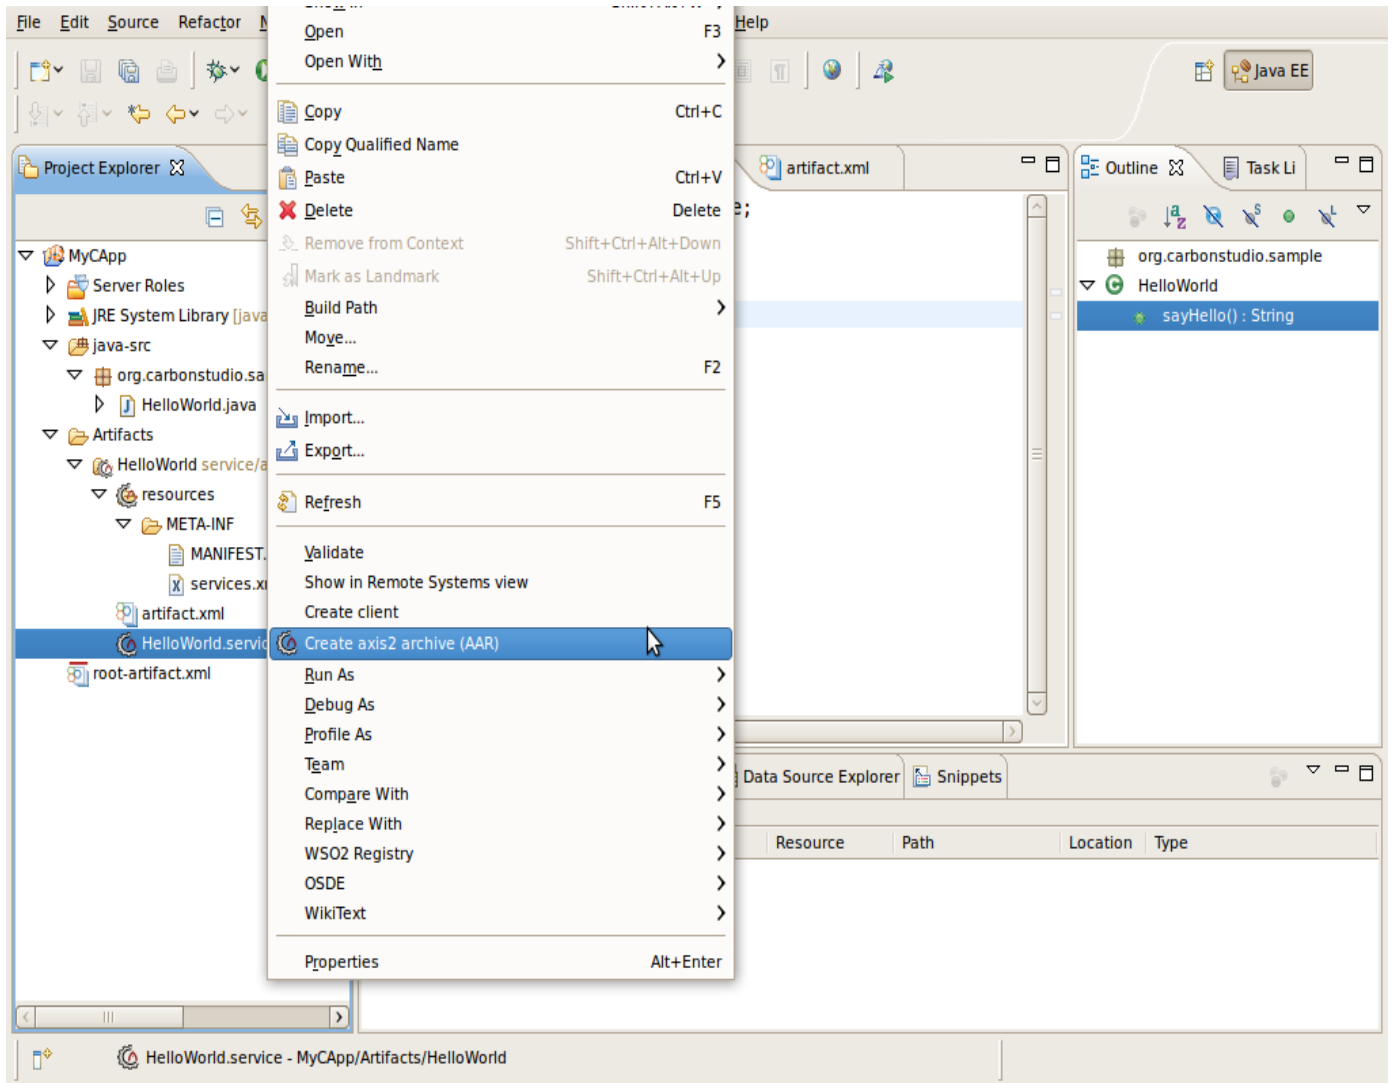 File Edit Source Refactor
Help
Open F3
Open With
Java EE
Copy Ctrl+C
Copy Qualified Name
Paste Ctrl+V
Delete Delete
Remove from Context Shift+Ctrl+Alt+Down
Mark as Landmark Shift+Ctrl+Alt+Up
Build Path
Move...
Rename... F2
Import...
Export...
Refresh F5
Validate
Show in Remote Systems view
Create client
Create axis2 archive (AAR)
Run As
Debug As
Profile As
Team
Compare With
Replace With
WSO2 Registry
OSDE
WikiText
Properties Alt+Enter
Project Explorer
MyCApp
Server Roles
JRE System Library [java
java-src
org.carbonstudio.sa
HelloWorld.java
Artifacts
HelloWorld service/a
resources
META-INF
MANIFEST.
services.x
artifact.xml
HelloWorld.servic
root-artifact.xml
artifact.xml
e;
Outline Task Li
org.carbonstudio.sample
HelloWorld
sayHello() : String
Data Source Explorer Snippets
Resource Path Location Type
HelloWorld.service - MyCApp/Artifacts/HelloWorld